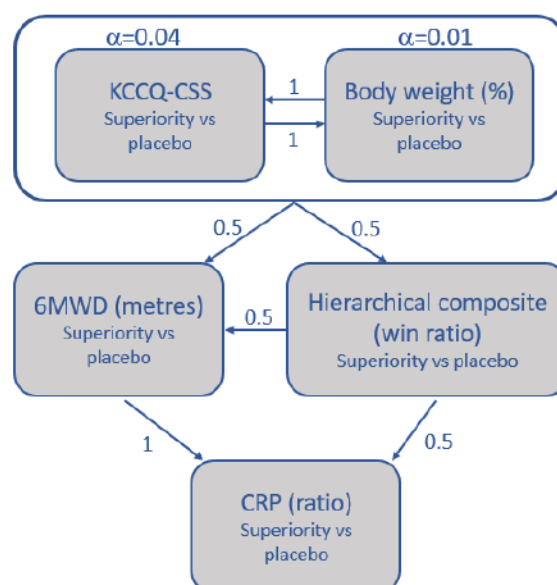 α=0.04
α=0.01
KCCQ-CSS
Superiority vs
placebo
1
1
Body weight (%)
Superiority vs
placebo
0.5
0.5
6MWD (metres)
Superiority vs
placebo
0.5
Hierarchical composite
(win ratio)
Superiority vs placebo
1
0.5
CRP (ratio)
Superiority vs
placebo